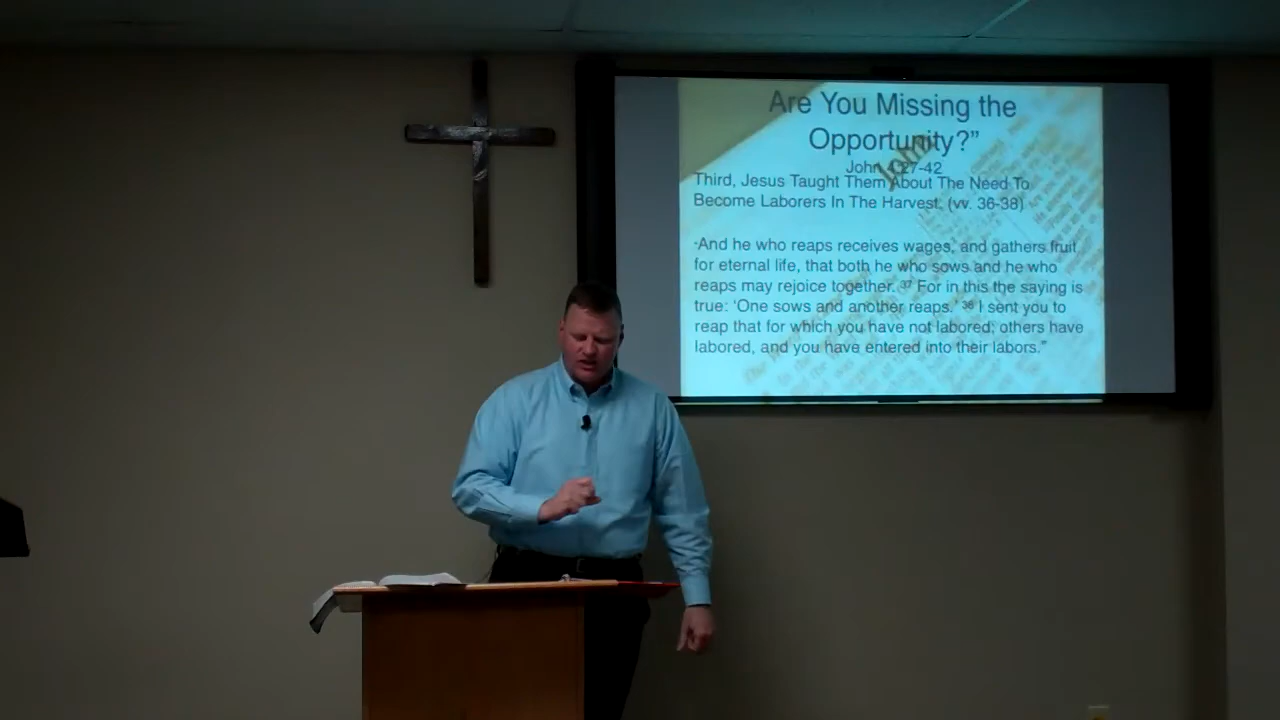 Are You Missing the
Opportunity?”
John 4:27-42
Third, Jesus Taught Them About The Need To
Become Laborers In The Harvest. (vv. 36-38)
And he who reaps receives wages, and gathers fruit
for eternal life, that both he who sows and he who
reaps may rejoice together. 37 For in this the saying is
true: ‘One sows and another reaps.’ 38 I sent you to
reap that for which you have not labored; others have
labored, and you have entered into their labors.”
John